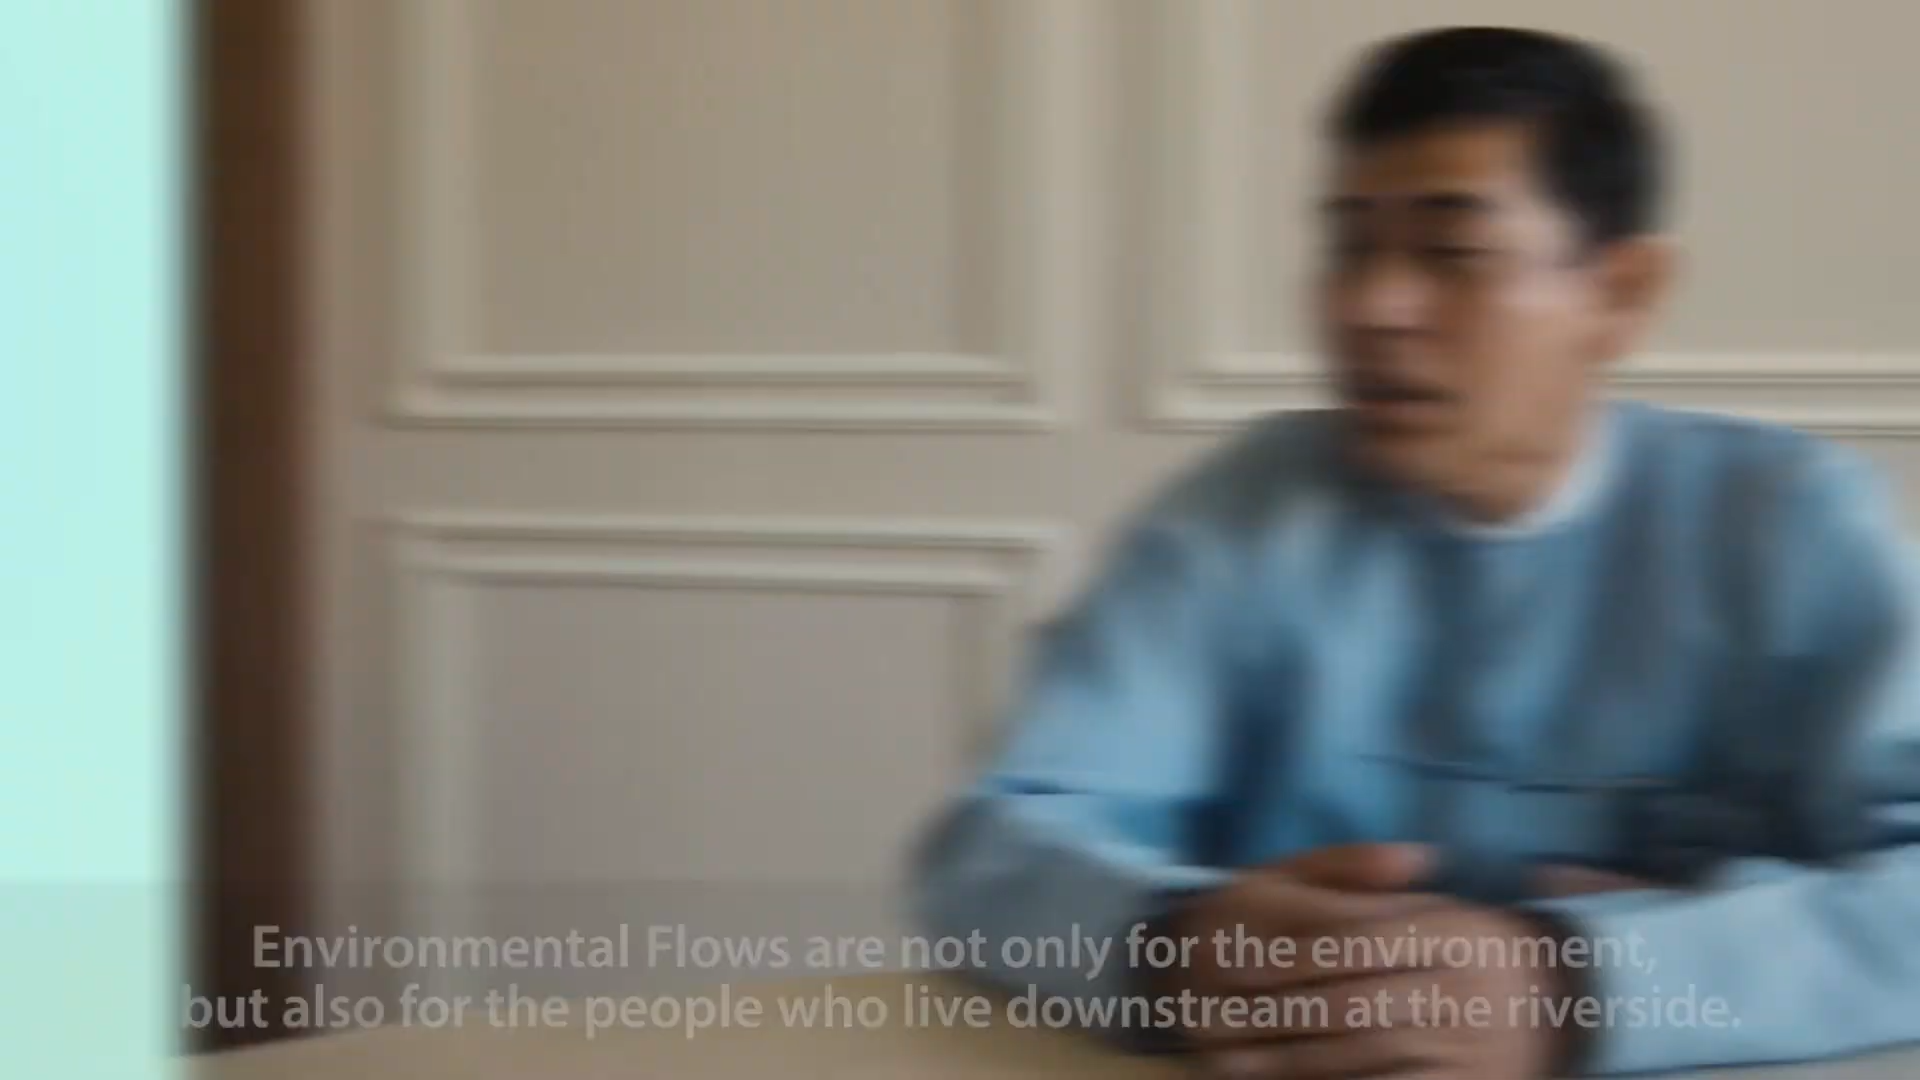 Environmental Flows are not only for the environment,
but also for the people who live downstream at the riverside.